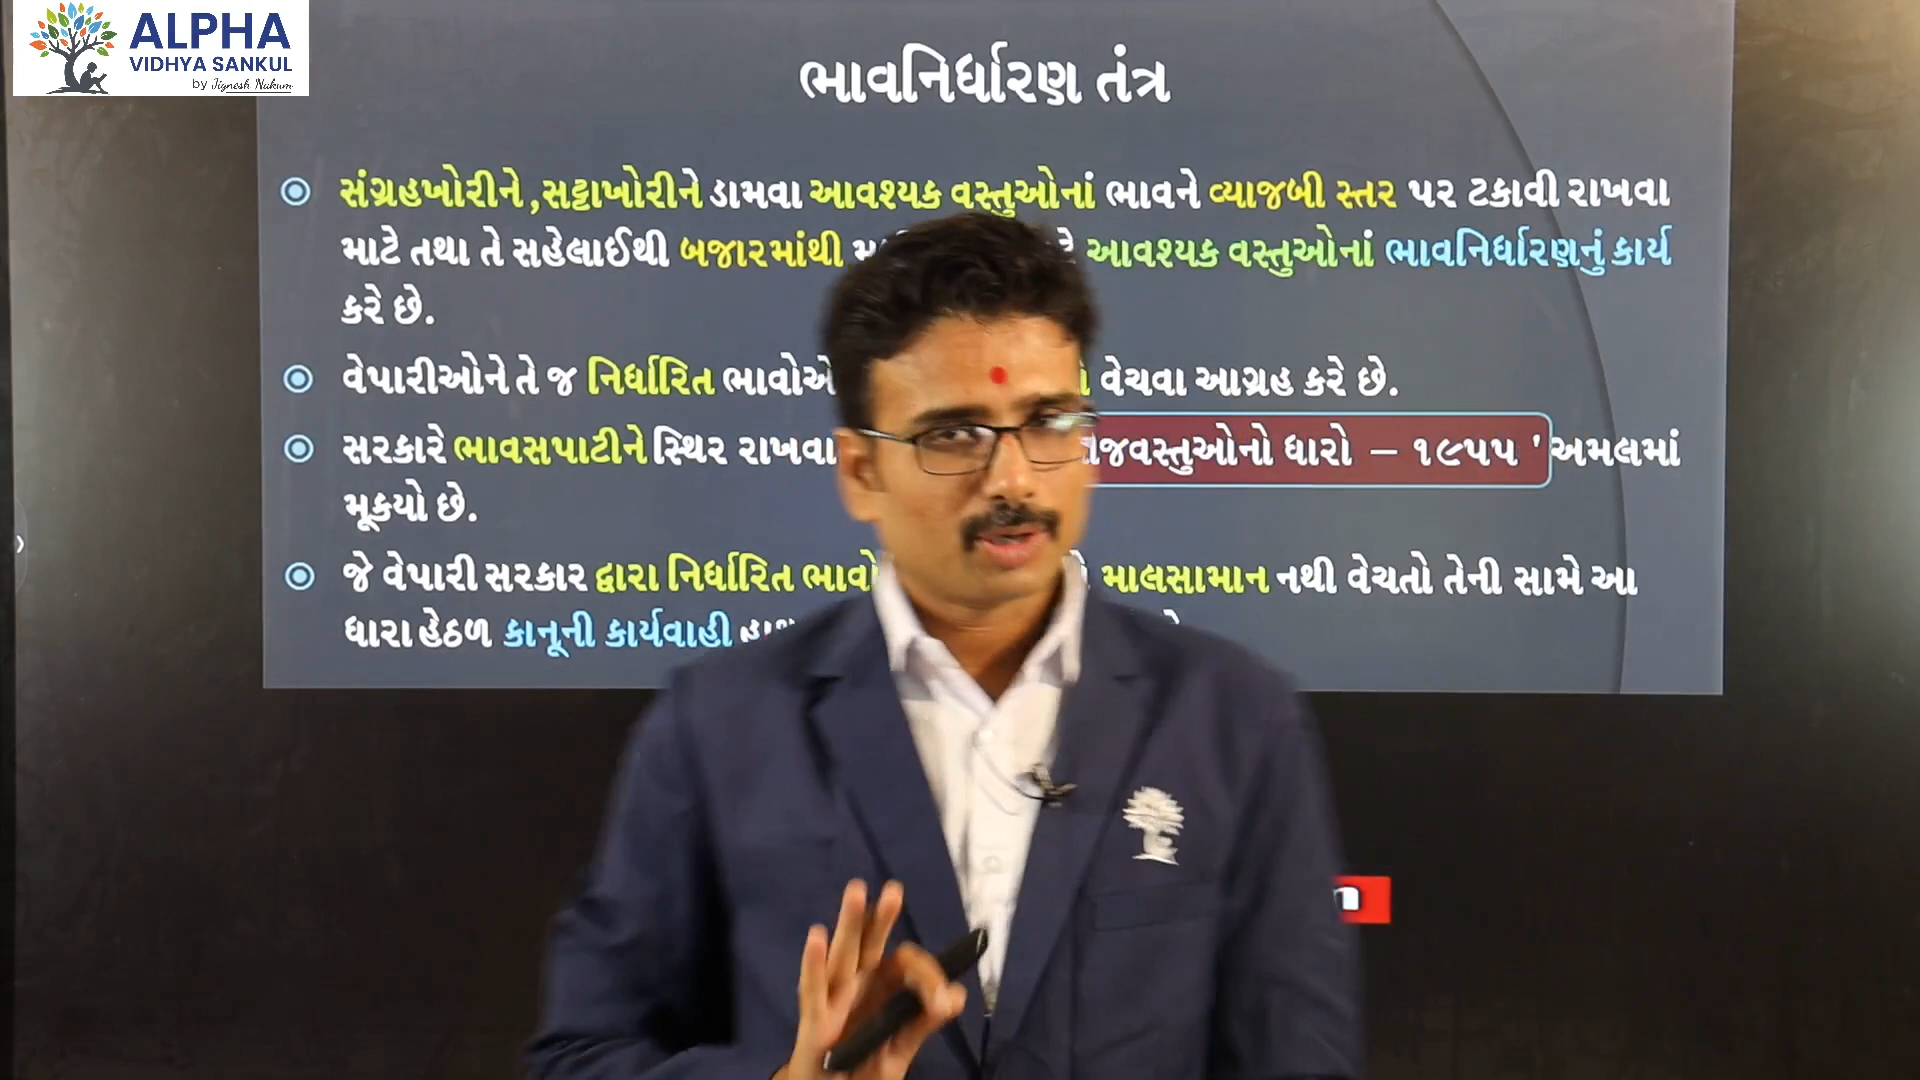 ALPHA
VIDHYA SANKUL
by Jignesh Nakum
ભાવનિર્ધારણ તંત્ર
સંગ્રહખોરીને ,સટ્ટાખોરીને ડામવા આવશ્યક વસ્તુઓનાં ભાવને વ્યાજબી સ્તર પર ટકાવી રાખવા
માટે તથા તે સહેલાઈથી બજારમાંથી આવશ્યક વસ્તુઓનાં ભાવનિર્ધારણનું કાર્ય
કરે છે.
વેપારીઓને તે જ નિર્ધારિત વેચવા આગ્રહ કરે છે.
સરકારે ભાવસપાટીને સ્થિર રાખવા ધારો – ૧૯૫૫ ' અમલમાં
મૂકયો છે.
જે વેપારી સરકાર દ્વારા નિર્ધારિત માલસામાન નથી વેચતો તેની સામે આ
ધારા હેઠળ કાનૂની કાર્યવાહી